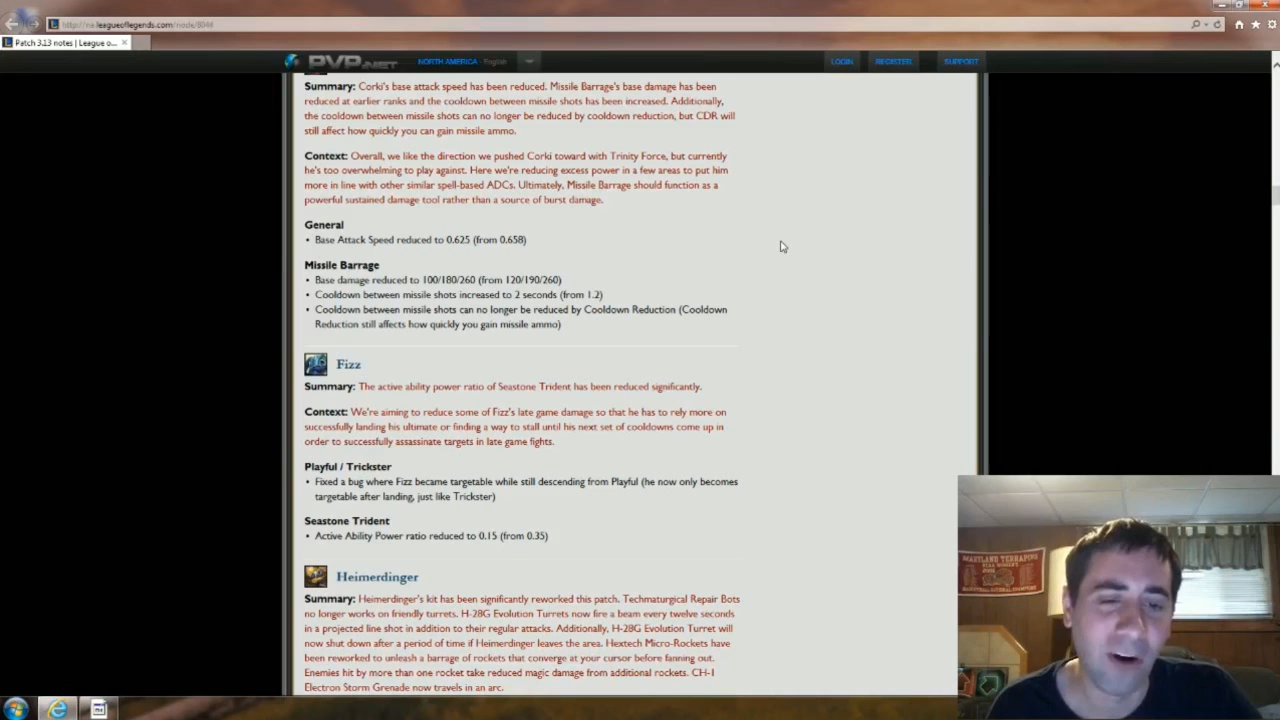 http://na.leagueoflegends.com/node/8046
Patch 3.13 notes | League o...
PVP.NET
NORTH AMERICA - English
LOGIN
REGISTER
SUPPORT
Summary: Corki's base attack speed has been reduced. Missile Barrage's base damage has been
reduced at earlier ranks and the cooldown between missile shots has been increased. Additionally,
the cooldown between missile shots can no longer be reduced by cooldown reduction, but CDR will
still affect how quickly you can gain missile ammo.
Context: Overall, we like the direction we pushed Corki toward with Trinity Force, but currently
he's too overwhelming to play against. Here we're reducing excess power in a few areas to put him
more in line with other similar spell-based ADCs. Ultimately, Missile Barrage should function as a
powerful sustained damage tool rather than a source of burst damage.
General
• Base Attack Speed reduced to 0.625 (from 0.658)
Missile Barrage
• Base damage reduced to 100/180/260 (from 120/190/260)
• Cooldown between missile shots increased to 2 seconds (from 1.2)
• Cooldown between missile shots can no longer be reduced by Cooldown Reduction (Cooldown
Reduction still affects how quickly you gain missile ammo)
Fizz
Summary: The active ability power ratio of Seastone Trident has been reduced significantly.
Context: We're aiming to reduce some of Fizz's late game damage so that he has to rely more on
successfully landing his ultimate or finding a way to stall until his next set of cooldowns come up in
order to successfully assassinate targets in late game fights.
Playful / Trickster
• Fixed a bug where Fizz became targetable while still descending from Playful (he now only becomes
targetable after landing, just like Trickster)
Seastone Trident
• Active Ability Power ratio reduced to 0.15 (from 0.35)
Heimerdinger
Summary: Heimerdinger's kit has been significantly reworked this patch. Techmaturgical Repair Bots
no longer works on friendly turrets. H-28G Evolution Turrets now fire a beam every twelve seconds
in a projected line shot in addition to their regular attacks. Additionally, H-28G Evolution Turret will
now shut down after a period of time if Heimerdinger leaves the area. Hextech Micro-Rockets have
been reworked to unleash a barrage of rockets that converge at your cursor before fanning out.
Enemies hit by more than one rocket take reduced magic damage from additional rockets. CH-1
Electron Storm Grenade now travels in an arc.
MARYLAND TERRAPINS